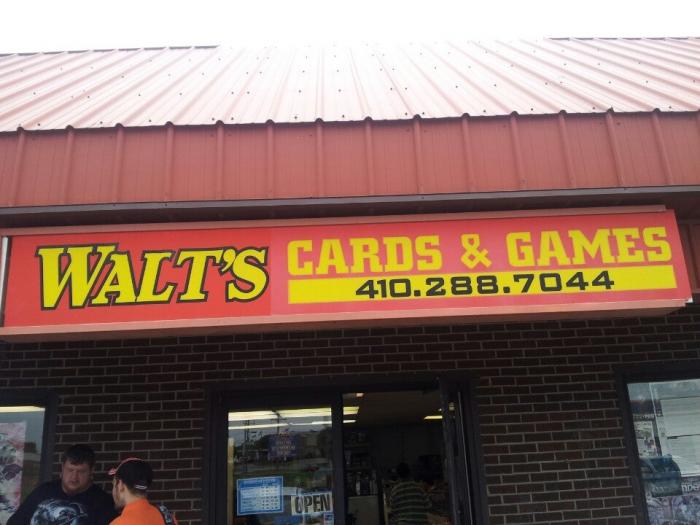 WALT'S
CARDS & GAMES
410.288.7044
OPEN